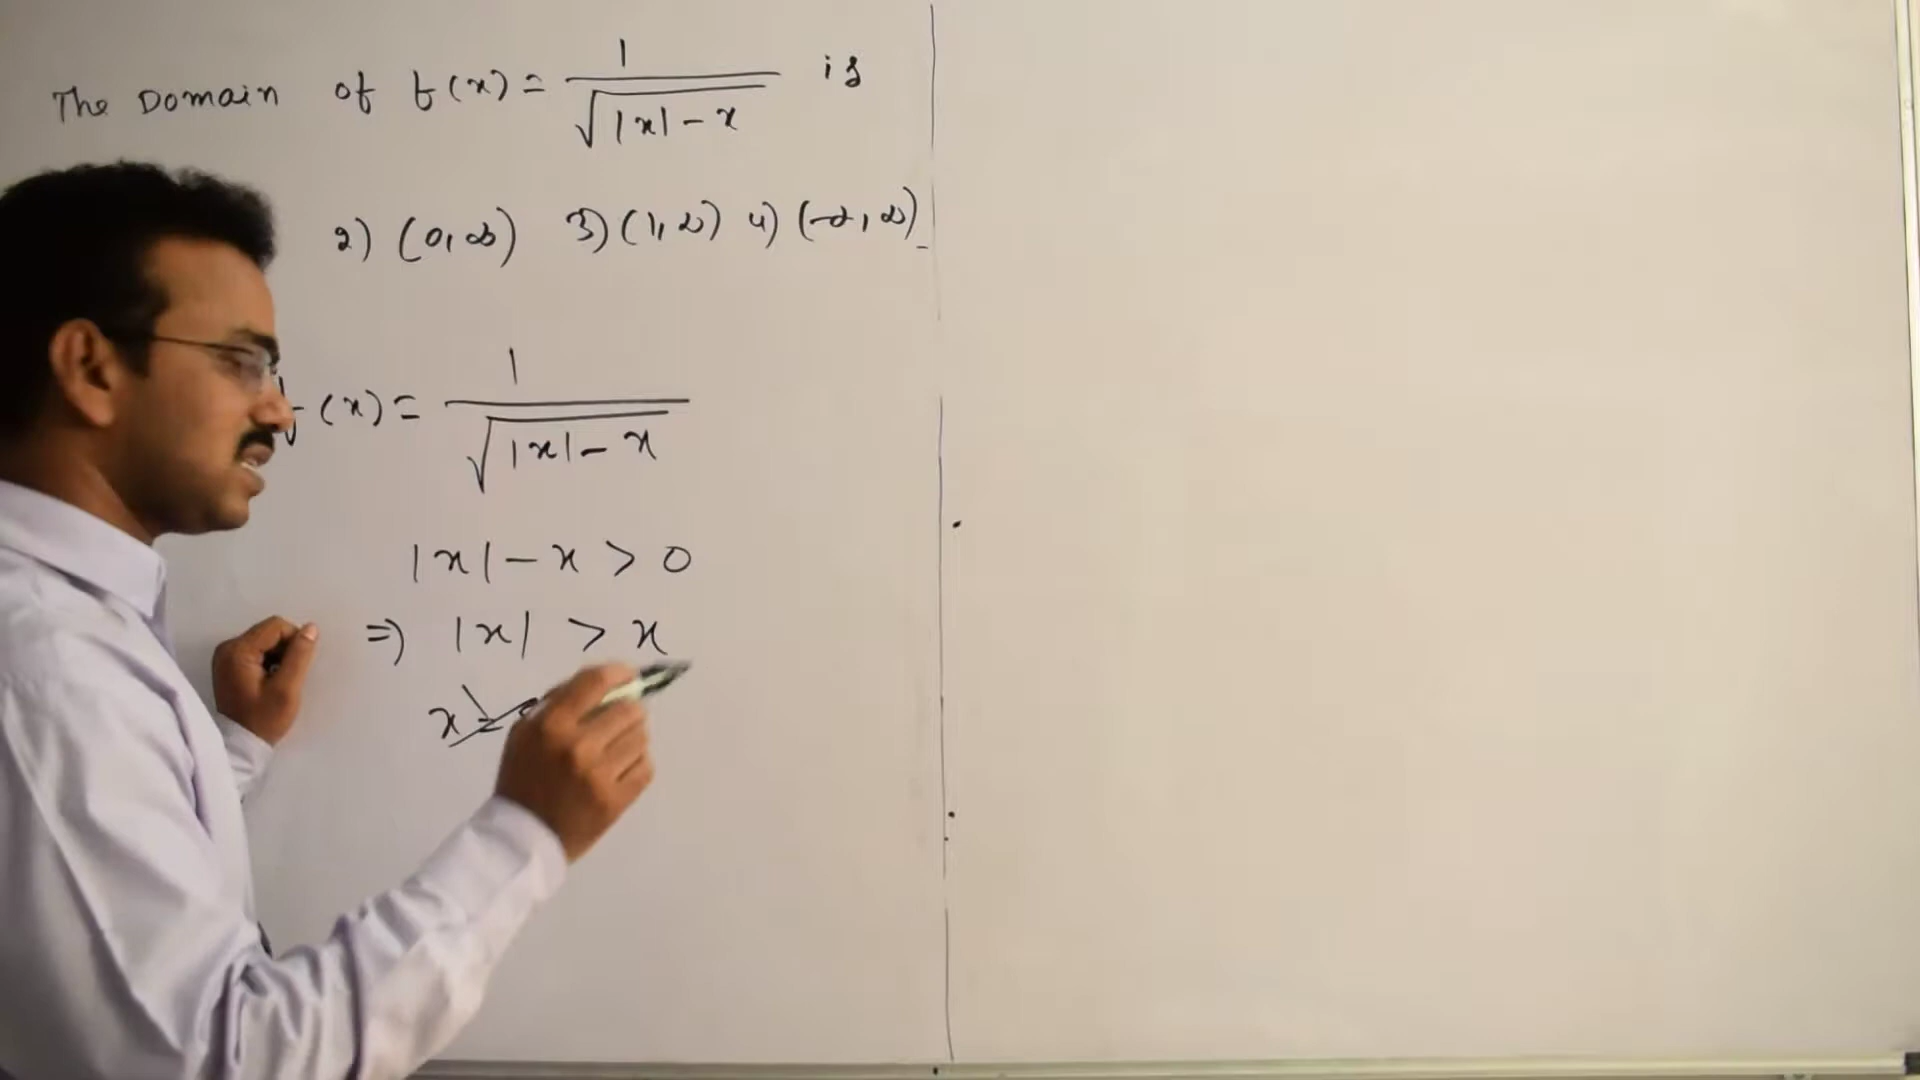 The Domain of f(x) = 1/√(|x| - x) is
2) (0, ∞) 3) (1, ∞) 4) (-∞, ∞)
f(x) = 1/√(|x| - x)
|x| - x > 0
⇒) |x| > x
x =